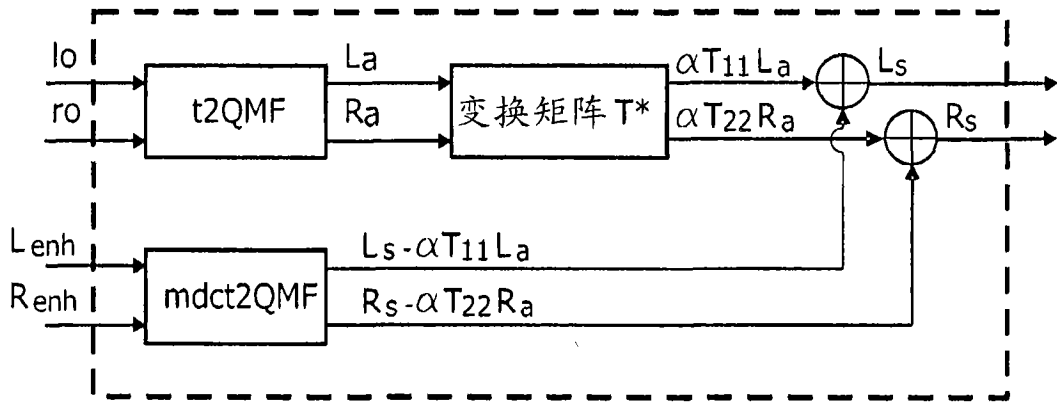 lo
ro
t2QMF
La
Ra
变换矩阵 T*
αT11La
αT22Ra
Ls
Rs
Lenh
Renh
mdct2QMF
Ls-αT11La
Rs-αT22Ra